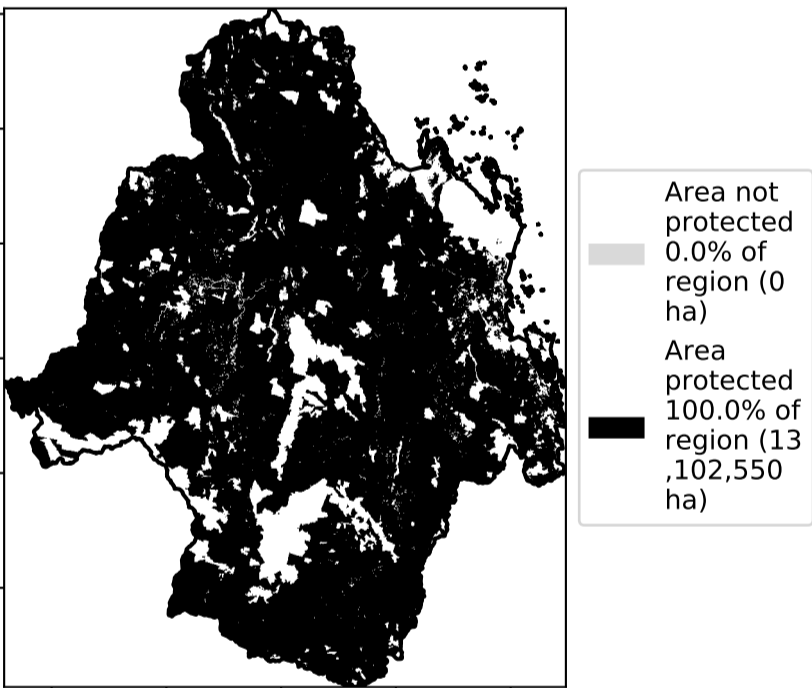 Area not
protected
0.0% of
region (0
ha)
Area
protected
100.0% of
region (13
,102,550
ha)